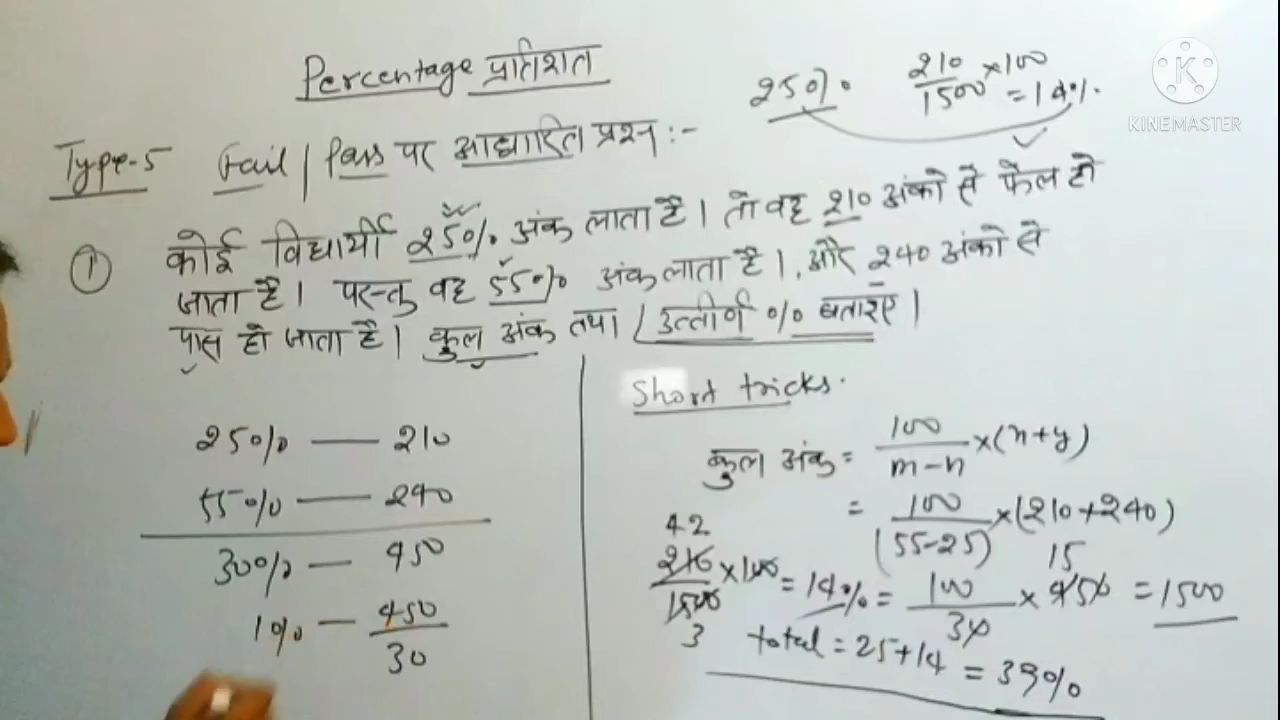 Percentage प्रतिशत
25% 210/1500 ×100 = 14%
KINEMASTER
Type-5 Fail / Pass पर आधारित प्रश्न :-
① कोई विद्यार्थी 25% अंक लाता है। तो वह 210 अंको से फेल हो
जाता है। परन्तु वह 55% अंक लाता है। और 240 अंको से
पास हो जाता है। कुल अंक तथा उत्तीर्ण % बताइए।
25% — 210
55% — 240
30% — 450
1% — 450/30
Short tricks.
कुल अंक = 100/m-n ×(x+y)
= 100/(55-25) ×(210+240)
= 100/30 × 450 = 1500
15
42
210/1500 ×100 = 14%
3
total = 25+14 = 39%